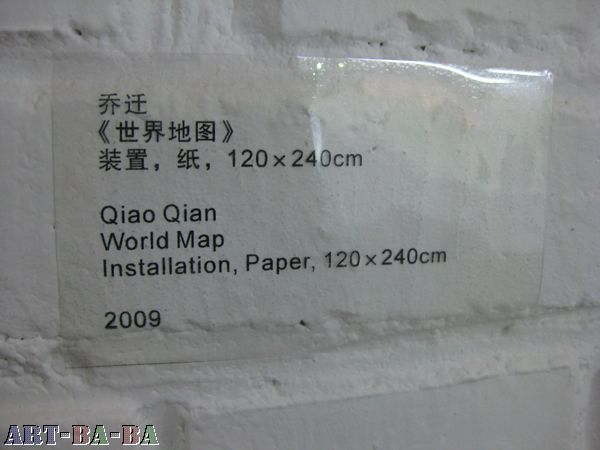 乔迁
《世界地图》
装置，纸，120×240cm
Qiao Qian
World Map
Installation, Paper, 120×240cm
2009
ART-BA-BA